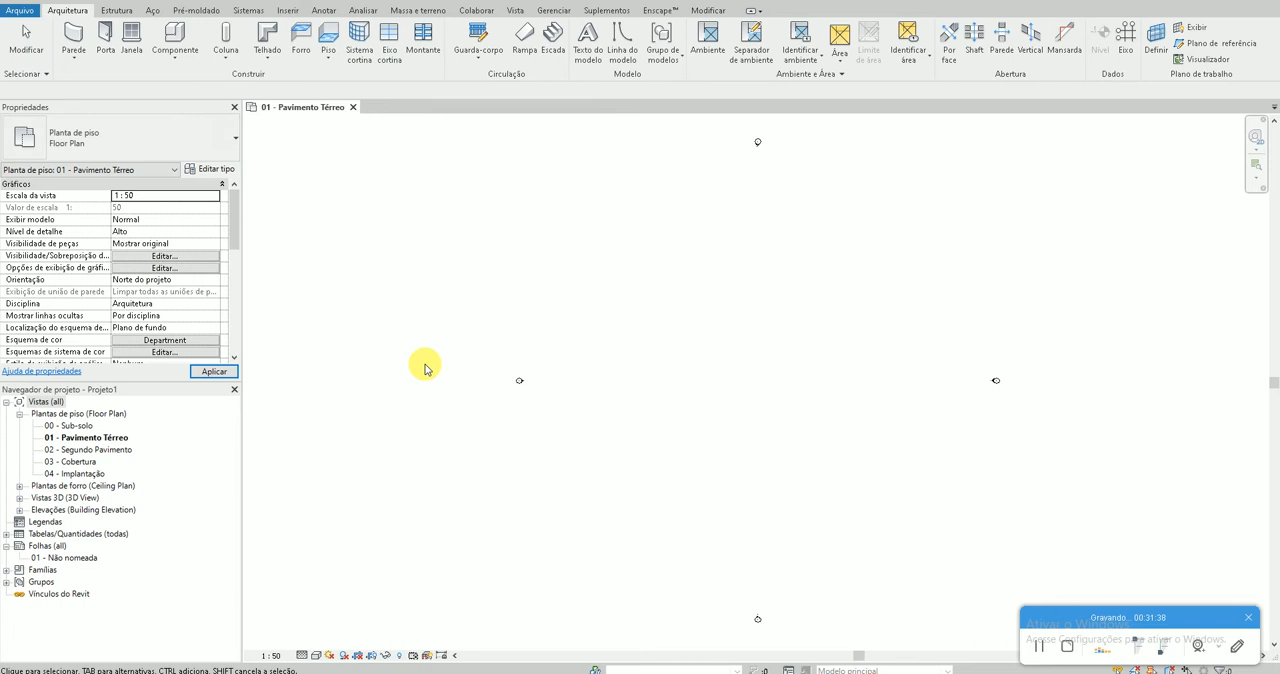 Arquivo Arquitetura Estrutura Aço Pré-moldado Sistemas Inserir Anotar Analisar Massa e terreno Colaborar Vista Gerenciar Suplementos Enscape™ Modificar
Modificar Parede Porta Janela Componente Coluna Telhado Forro Piso Sistema cortina Eixo cortina Montante Guarda-corpo Rampa Escada Texto do modelo Linha do modelo Grupo de modelos Ambiente Separador de ambiente Identificar ambiente Área Limite de área Identificar área Por face Shaft Parede Vertical Mansarda Nível Eixo Definir
Exibir
Plano de referência
Visualizador
Selecionar Construir Circulação Modelo Ambiente e Área Abertura Dados Plano de trabalho
Propriedades
01 - Pavimento Térreo
Planta de piso
Floor Plan
Planta de piso: 01 - Pavimento Térreo Editar tipo
Gráficos
Escala da vista 1 : 50
Valor de escala 1: 50
Exibir modelo Normal
Nível de detalhe Alto
Visibilidade de peças Mostrar original
Visibilidade/Sobreposição d... Editar...
Opções de exibição de gráfi... Editar...
Orientação Norte do projeto
Exibição de união de parede Limpar todas as uniões de p...
Disciplina Arquitetura
Mostrar linhas ocultas Por disciplina
Localização do esquema de... Plano de fundo
Esquema de cor Department
Esquemas de sistema de cor Editar...
Ajuda de propriedades Aplicar
Navegador de projeto - Projeto1
Vistas (all)
Plantas de piso (Floor Plan)
00 - Sub-solo
01 - Pavimento Térreo
02 - Segundo Pavimento
03 - Cobertura
04 - Implantação
Plantas de forro (Ceiling Plan)
Vistas 3D (3D View)
Elevações (Building Elevation)
Legendas
Tabelas/Quantidades (todas)
Folhas (all)
01 - Não nomeada
Famílias
Grupos
Vínculos do Revit
Gravando... 00:31:38
Ativar o Windows
Acesse Configurações para ativar o Windows.
1 : 50
Clique para selecionar, TAB para alternativas, CTRL adiciona, SHIFT cancela a seleção. :0 Modelo principal :0